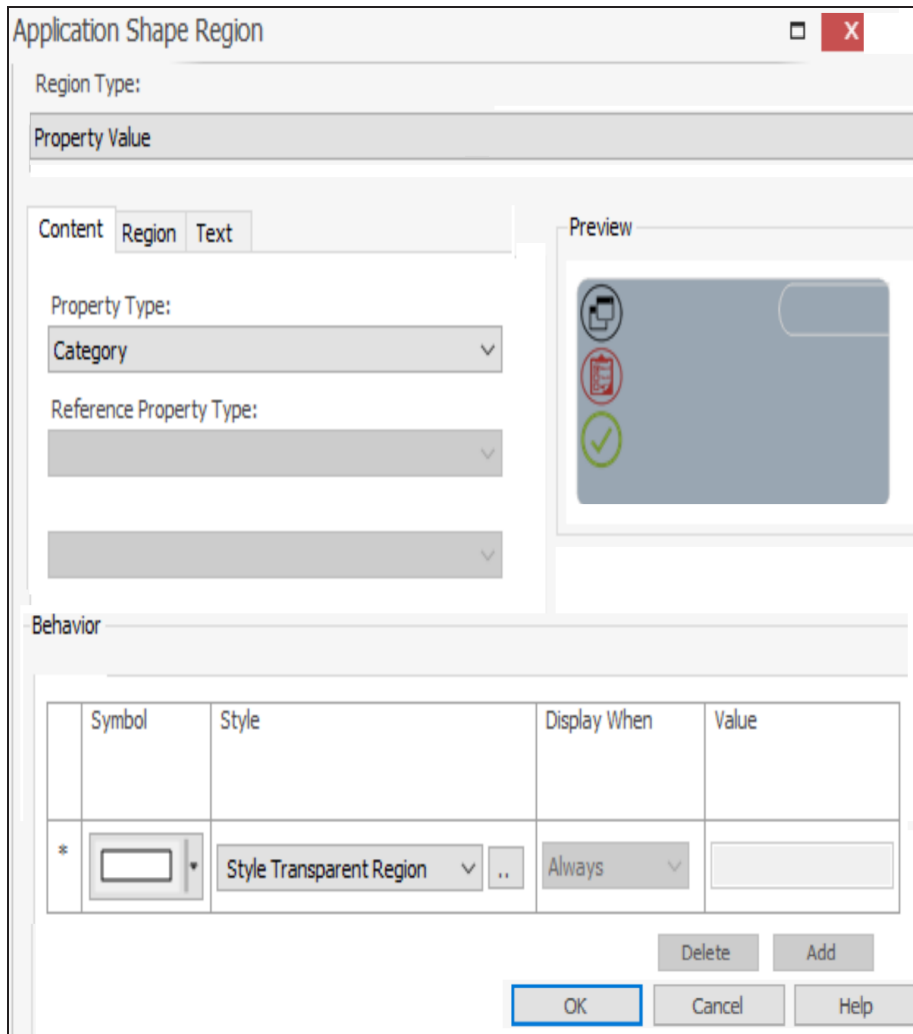 Application Shape Region
X
Region Type:
Property Value
Content Region Text
Preview
Property Type:
Category
Reference Property Type:
Behavior
Symbol Style Display When Value
* Style Transparent Region .. Always
Delete Add
OK Cancel Help